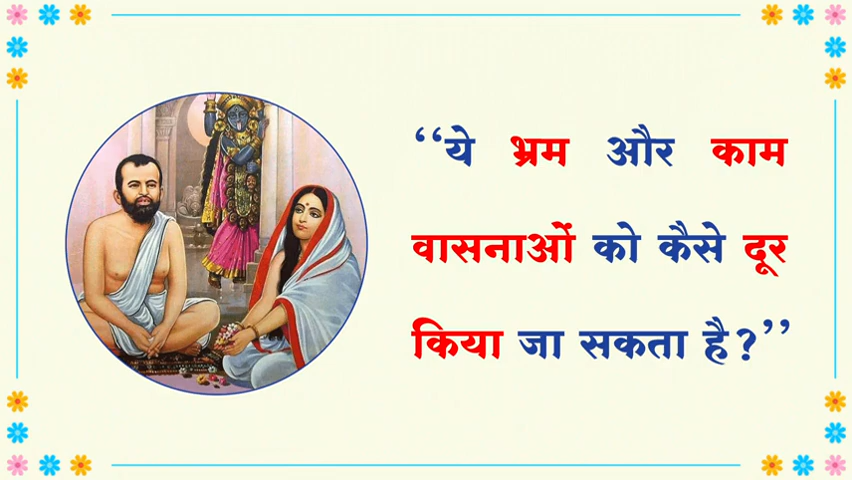 “ये भ्रम और काम
वासनाओं को कैसे दूर
किया जा सकता है?”